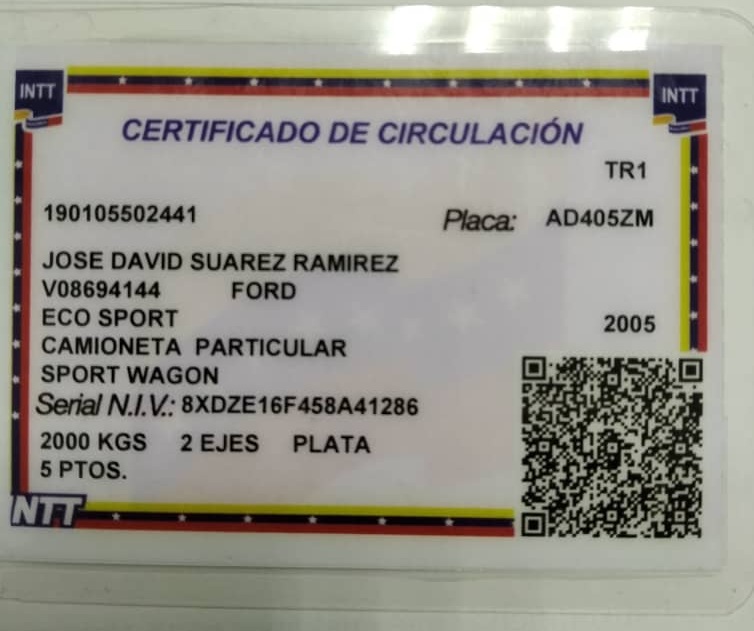 INTT
INTT
CERTIFICADO DE CIRCULACIÓN
TR1
190105502441 Placa: AD405ZM
JOSE DAVID SUAREZ RAMIREZ
V08694144 FORD
ECO SPORT 2005
CAMIONETA PARTICULAR
SPORT WAGON
Serial N.I.V.: 8XDZE16F458A41286
2000 KGS 2 EJES PLATA
5 PTOS.
INTT